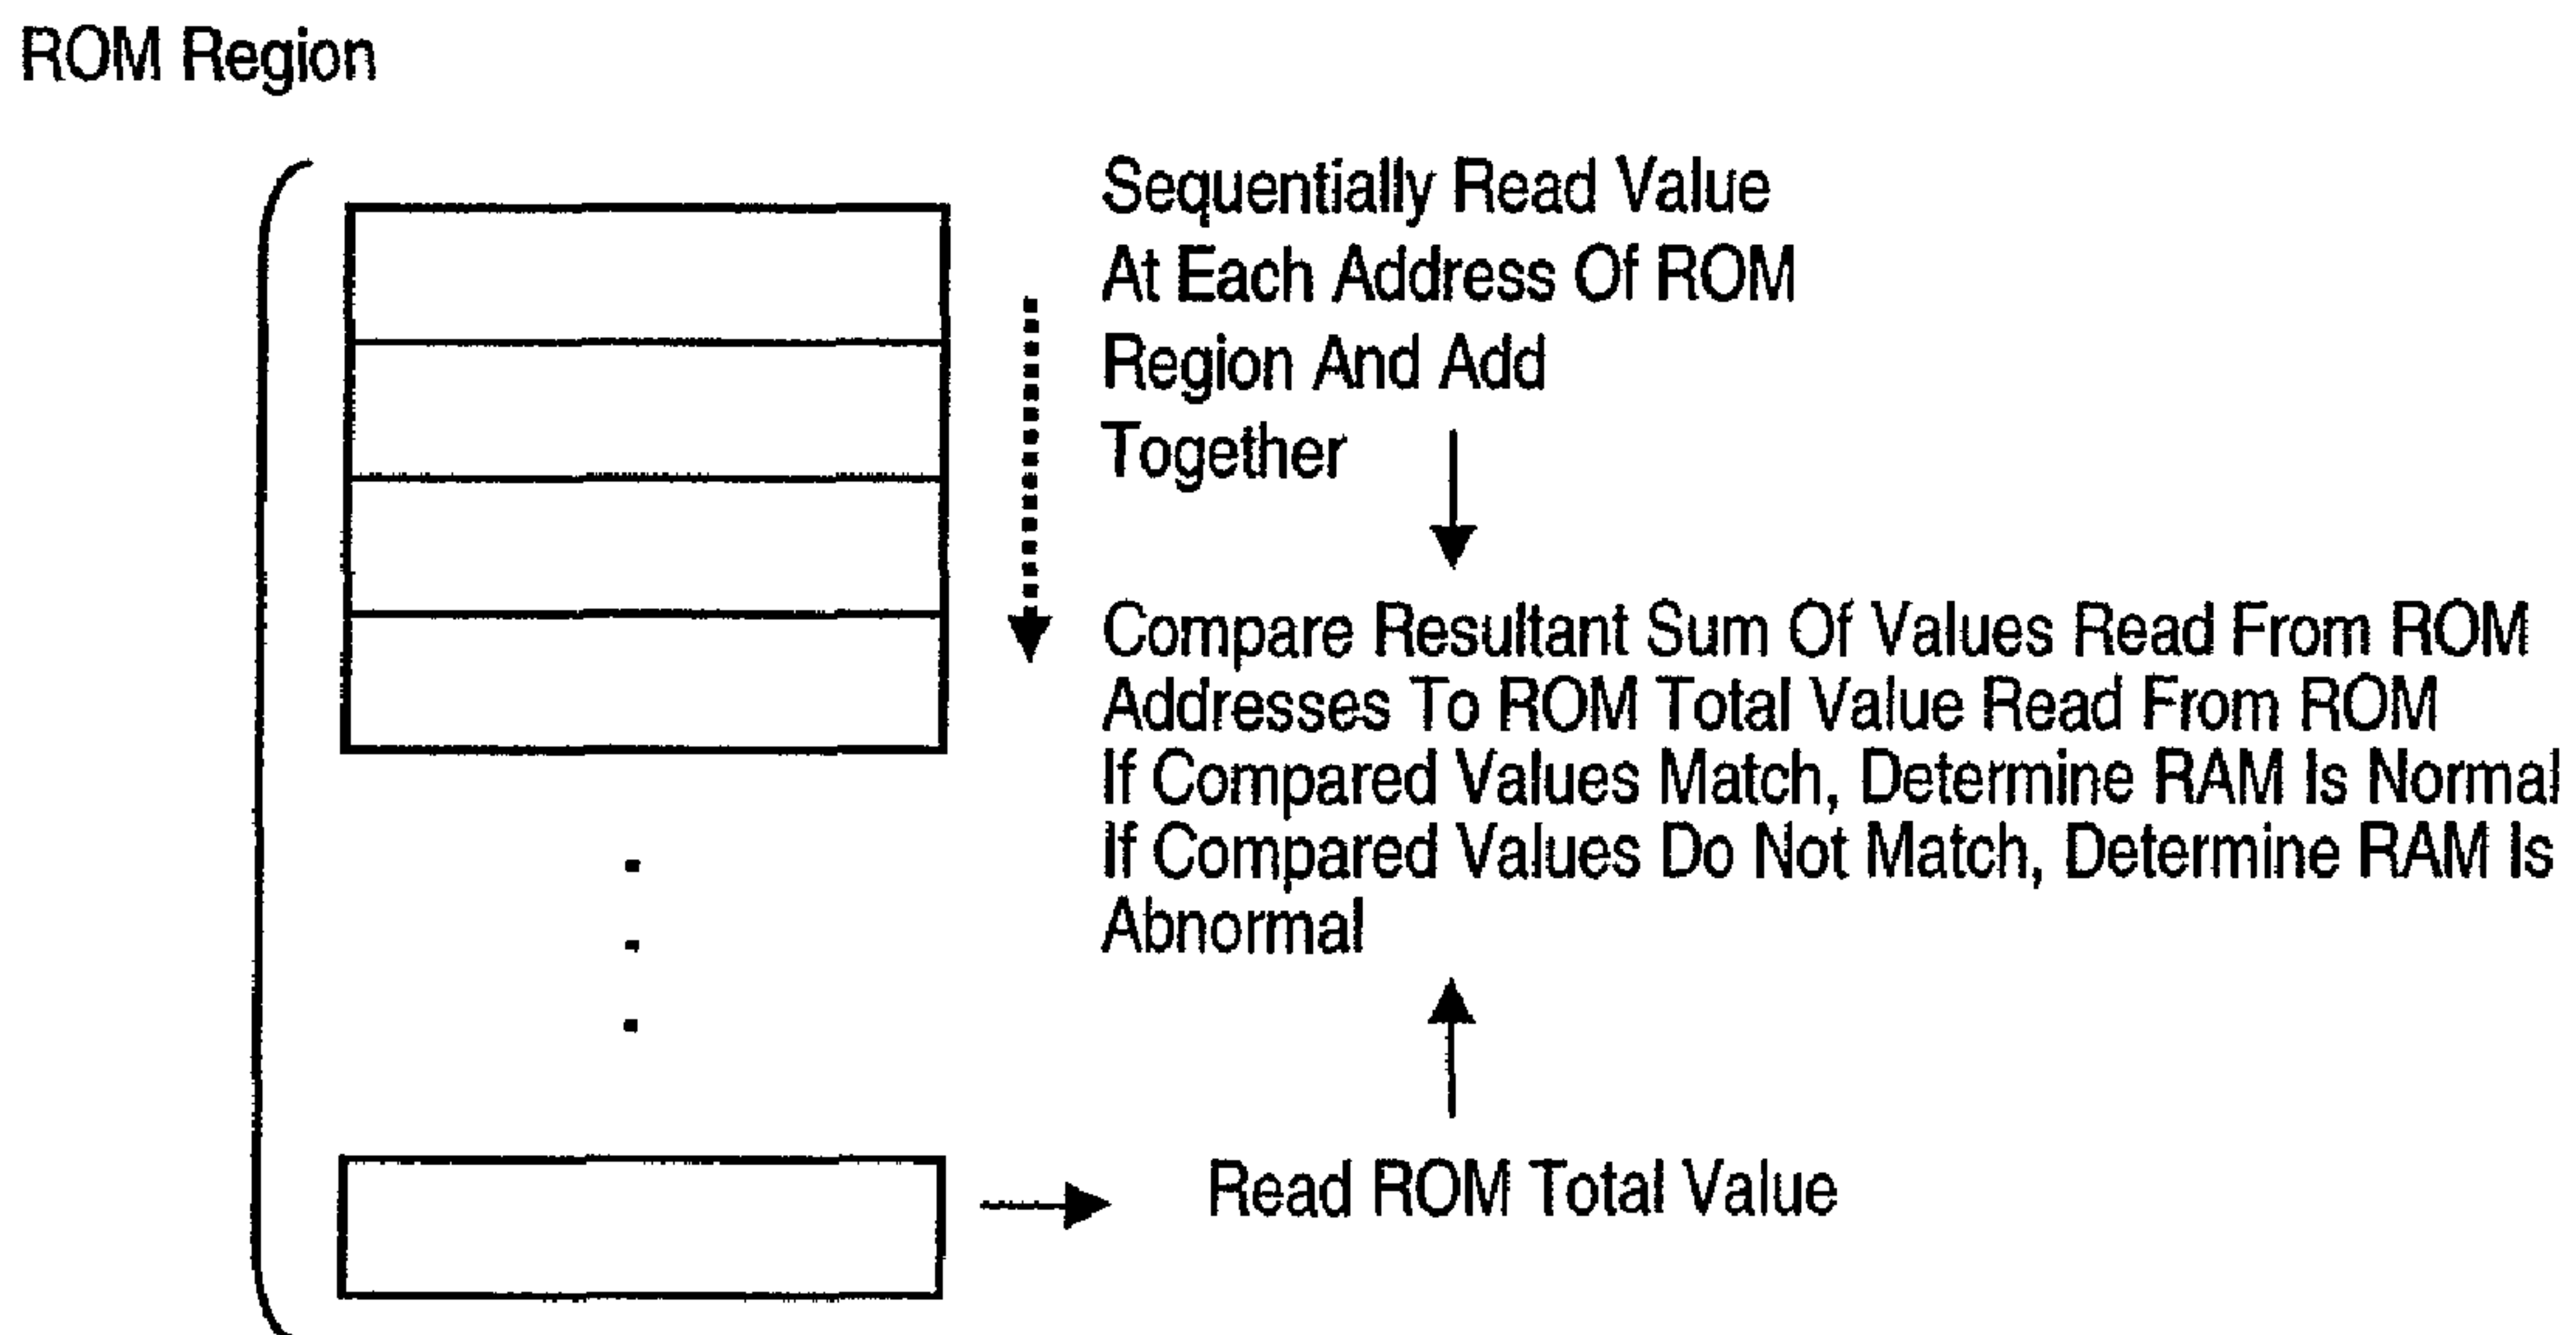 ROM Region
Sequentially Read Value
At Each Address Of ROM
Region And Add
Together
Compare Resultant Sum Of Values Read From ROM
Addresses To ROM Total Value Read From ROM
If Compared Values Match, Determine RAM Is Normal
If Compared Values Do Not Match, Determine RAM Is
Abnormal
Read ROM Total Value